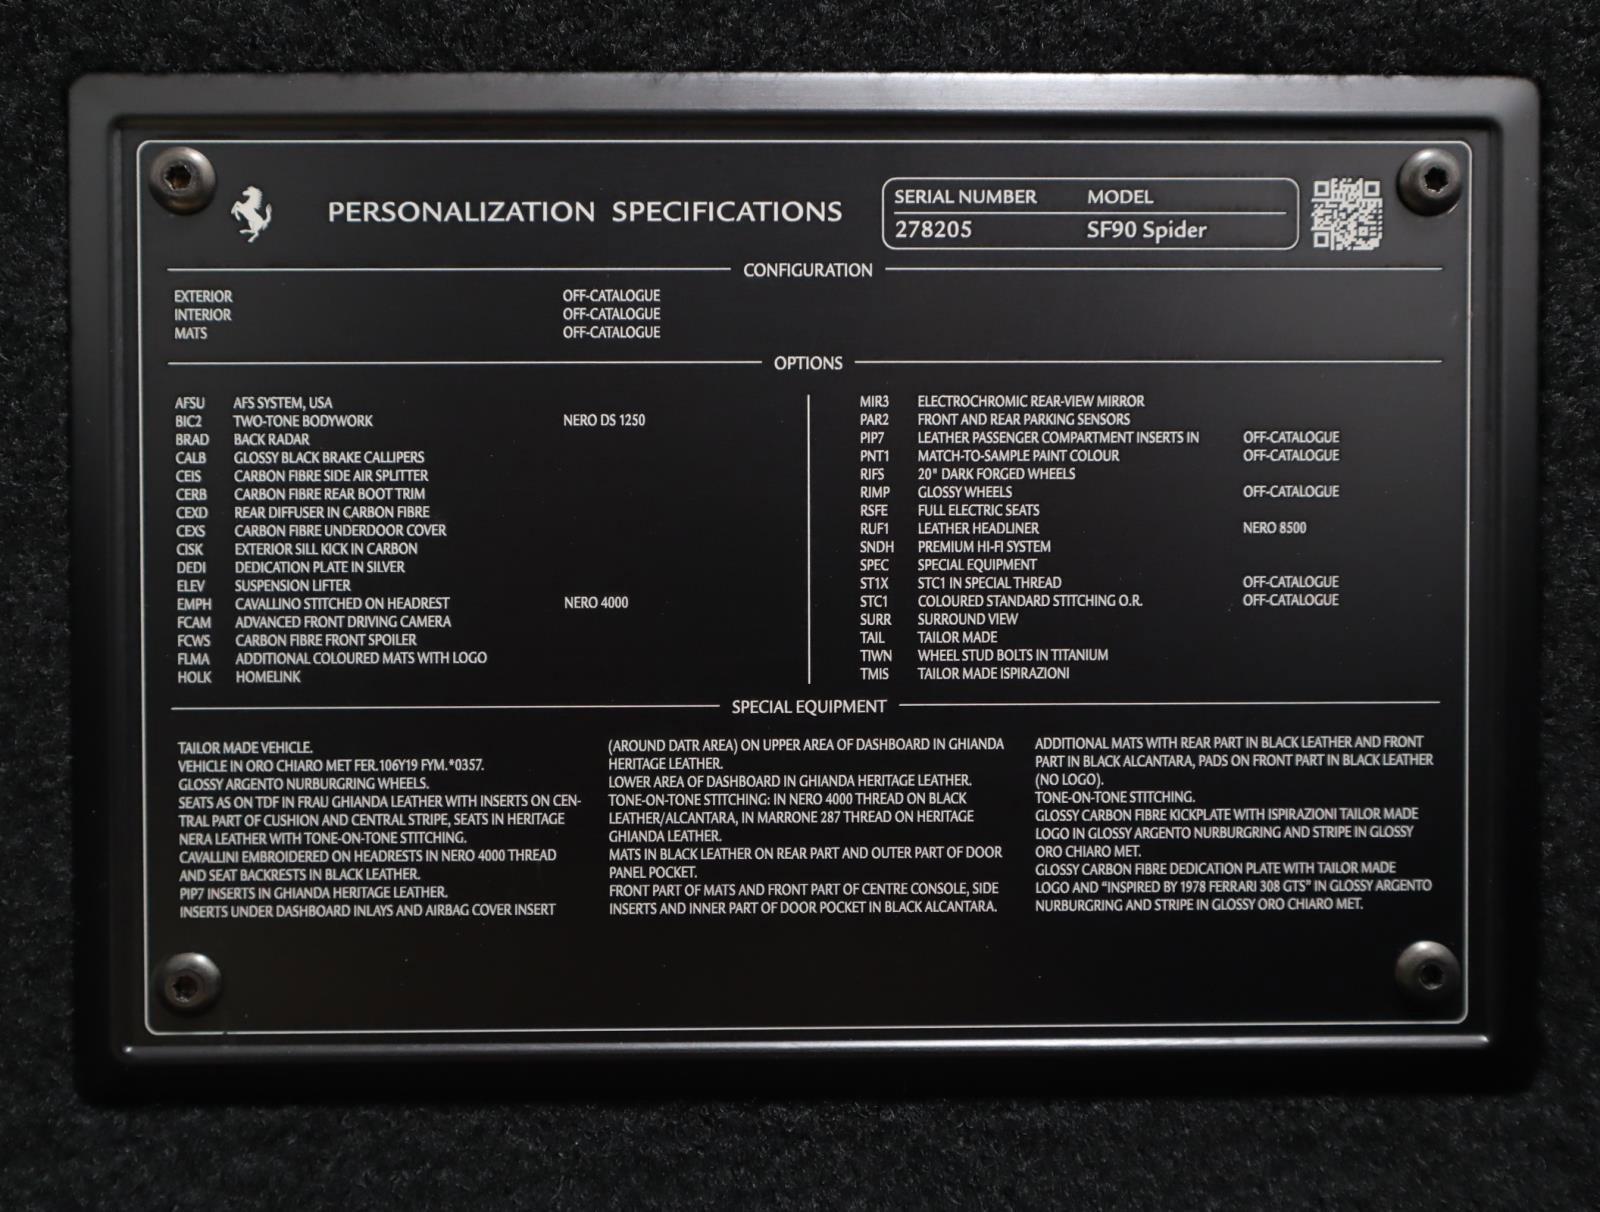 PERSONALIZATION SPECIFICATIONS
SERIAL NUMBER MODEL
278205 SF90 Spider
CONFIGURATION
EXTERIOR OFF-CATALOGUE
INTERIOR OFF-CATALOGUE
MATS OFF-CATALOGUE
OPTIONS
AFSU AFS SYSTEM, USA
BIC2 TWO-TONE BODYWORK NERO DS 1250
BRAD BACK RADAR
CALB GLOSSY BLACK BRAKE CALLIPERS
CEIS CARBON FIBRE SIDE AIR SPLITTER
CERB CARBON FIBRE REAR BOOT TRIM
CEXD REAR DIFFUSER IN CARBON FIBRE
CEXS CARBON FIBRE UNDERDOOR COVER
CISK EXTERIOR SILL KICK IN CARBON
DEDI DEDICATION PLATE IN SILVER
ELEV SUSPENSION LIFTER
EMPH CAVALLINO STITCHED ON HEADREST NERO 4000
FCAM ADVANCED FRONT DRIVING CAMERA
FCWS CARBON FIBRE FRONT SPOILER
FLMA ADDITIONAL COLOURED MATS WITH LOGO
HOLK HOMELINK
MIR3 ELECTROCHROMIC REAR-VIEW MIRROR
PAR2 FRONT AND REAR PARKING SENSORS
PIP7 LEATHER PASSENGER COMPARTMENT INSERTS IN OFF-CATALOGUE
PNT1 MATCH-TO-SAMPLE PAINT COLOUR OFF-CATALOGUE
RIFS 20" DARK FORGED WHEELS
RIMP GLOSSY WHEELS OFF-CATALOGUE
RSFE FULL ELECTRIC SEATS
RUF1 LEATHER HEADLINER NERO 8500
SNDH PREMIUM HI-FI SYSTEM
SPEC SPECIAL EQUIPMENT
ST1X STC1 IN SPECIAL THREAD OFF-CATALOGUE
STC1 COLOURED STANDARD STITCHING O.R. OFF-CATALOGUE
SURR SURROUND VIEW
TAIL TAILOR MADE
TIWN WHEEL STUD BOLTS IN TITANIUM
TMIS TAILOR MADE ISPIRAZIONI
SPECIAL EQUIPMENT
TAILOR MADE VEHICLE.
VEHICLE IN ORO CHIARO MET FER.106Y19 FYM.*0357.
GLOSSY ARGENTO NURBURGRING WHEELS.
SEATS AS ON TDF IN FRAU GHIANDA LEATHER WITH INSERTS ON CEN-
TRAL PART OF CUSHION AND CENTRAL STRIPE, SEATS IN HERITAGE
NERA LEATHER WITH TONE-ON-TONE STITCHING.
CAVALLINI EMBROIDERED ON HEADRESTS IN NERO 4000 THREAD
AND SEAT BACKRESTS IN BLACK LEATHER.
PIP7 INSERTS IN GHIANDA HERITAGE LEATHER.
INSERTS UNDER DASHBOARD INLAYS AND AIRBAG COVER INSERT
(AROUND DATR AREA) ON UPPER AREA OF DASHBOARD IN GHIANDA
HERITAGE LEATHER.
LOWER AREA OF DASHBOARD IN GHIANDA HERITAGE LEATHER.
TONE-ON-TONE STITCHING: IN NERO 4000 THREAD ON BLACK
LEATHER/ALCANTARA, IN MARRONE 287 THREAD ON HERITAGE
GHIANDA LEATHER.
MATS IN BLACK LEATHER ON REAR PART AND OUTER PART OF DOOR
PANEL POCKET.
FRONT PART OF MATS AND FRONT PART OF CENTRE CONSOLE, SIDE
INSERTS AND INNER PART OF DOOR POCKET IN BLACK ALCANTARA.
ADDITIONAL MATS WITH REAR PART IN BLACK LEATHER AND FRONT
PART IN BLACK ALCANTARA, PADS ON FRONT PART IN BLACK LEATHER
(NO LOGO).
TONE-ON-TONE STITCHING.
GLOSSY CARBON FIBRE KICKPLATE WITH ISPIRAZIONI TAILOR MADE
LOGO IN GLOSSY ARGENTO NURBURGRING AND STRIPE IN GLOSSY
ORO CHIARO MET.
GLOSSY CARBON FIBRE DEDICATION PLATE WITH TAILOR MADE
LOGO AND “INSPIRED BY 1978 FERRARI 308 GTS” IN GLOSSY ARGENTO
NURBURGRING AND STRIPE IN GLOSSY ORO CHIARO MET.